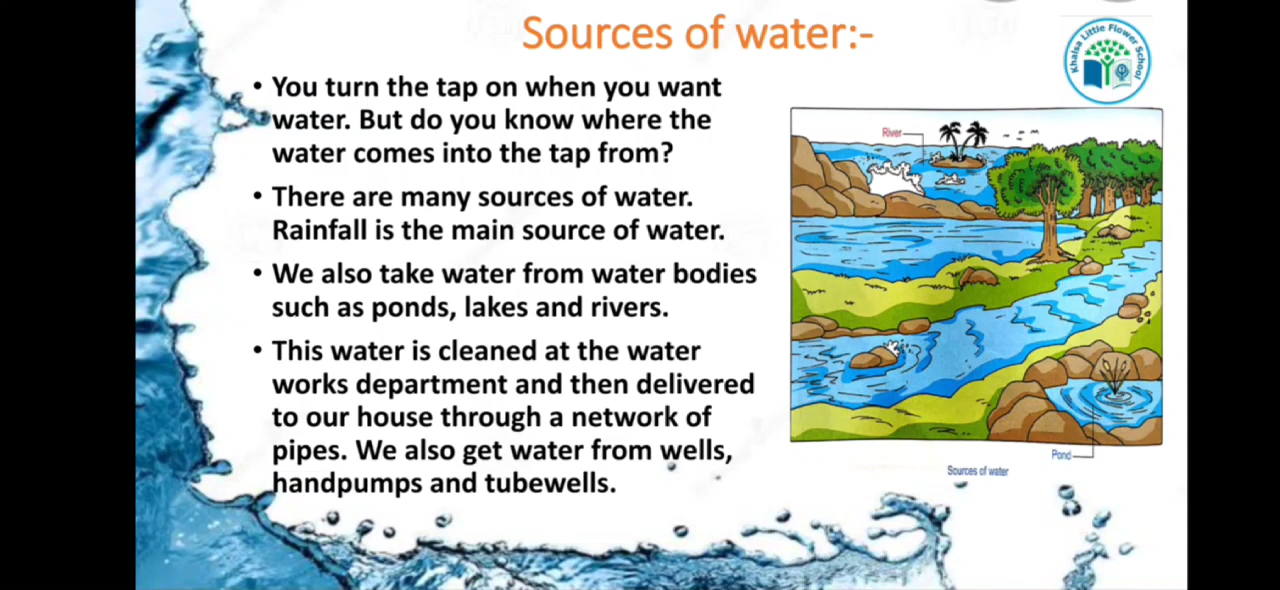 Sources of water:-
Khalsa Little Flower School
• You turn the tap on when you want
water. But do you know where the
water comes into the tap from?
• There are many sources of water.
Rainfall is the main source of water.
• We also take water from water bodies
such as ponds, lakes and rivers.
• This water is cleaned at the water
works department and then delivered
to our house through a network of
pipes. We also get water from wells,
handpumps and tubewells.
River
Pond
Sources of water